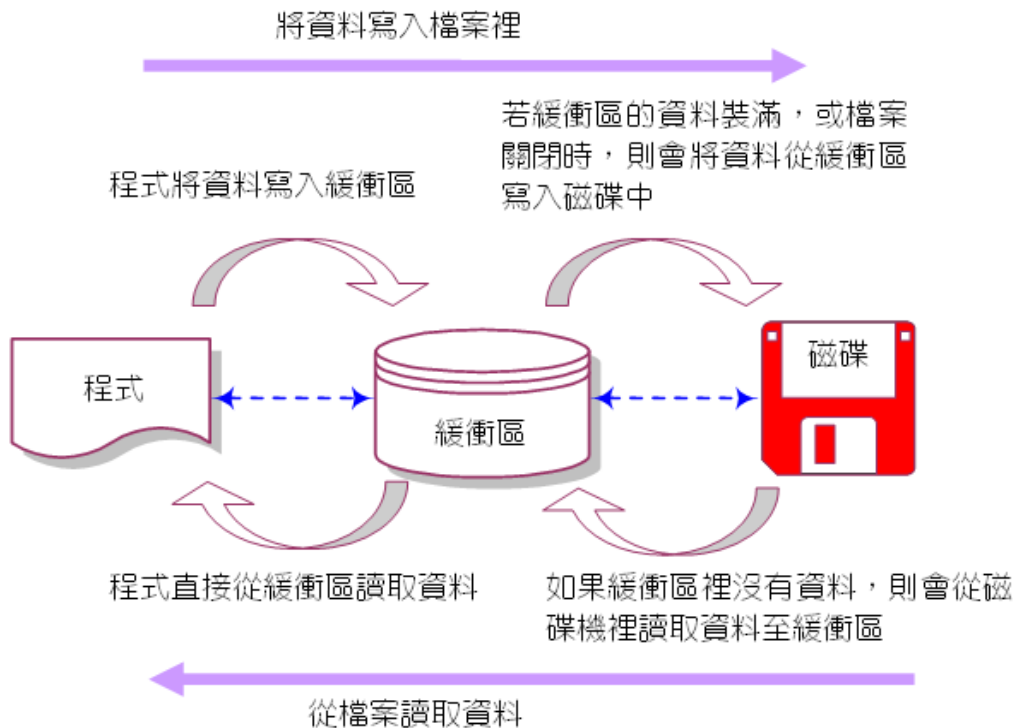 將資料寫入檔案裡
若緩衝區的資料裝滿，或檔案
關閉時，則會將資料從緩衝區
寫入磁碟中
程式將資料寫入緩衝區
程式
緩衝區
磁碟
程式直接從緩衝區讀取資料
如果緩衝區裡沒有資料，則會從磁
碟機裡讀取資料至緩衝區
從檔案讀取資料